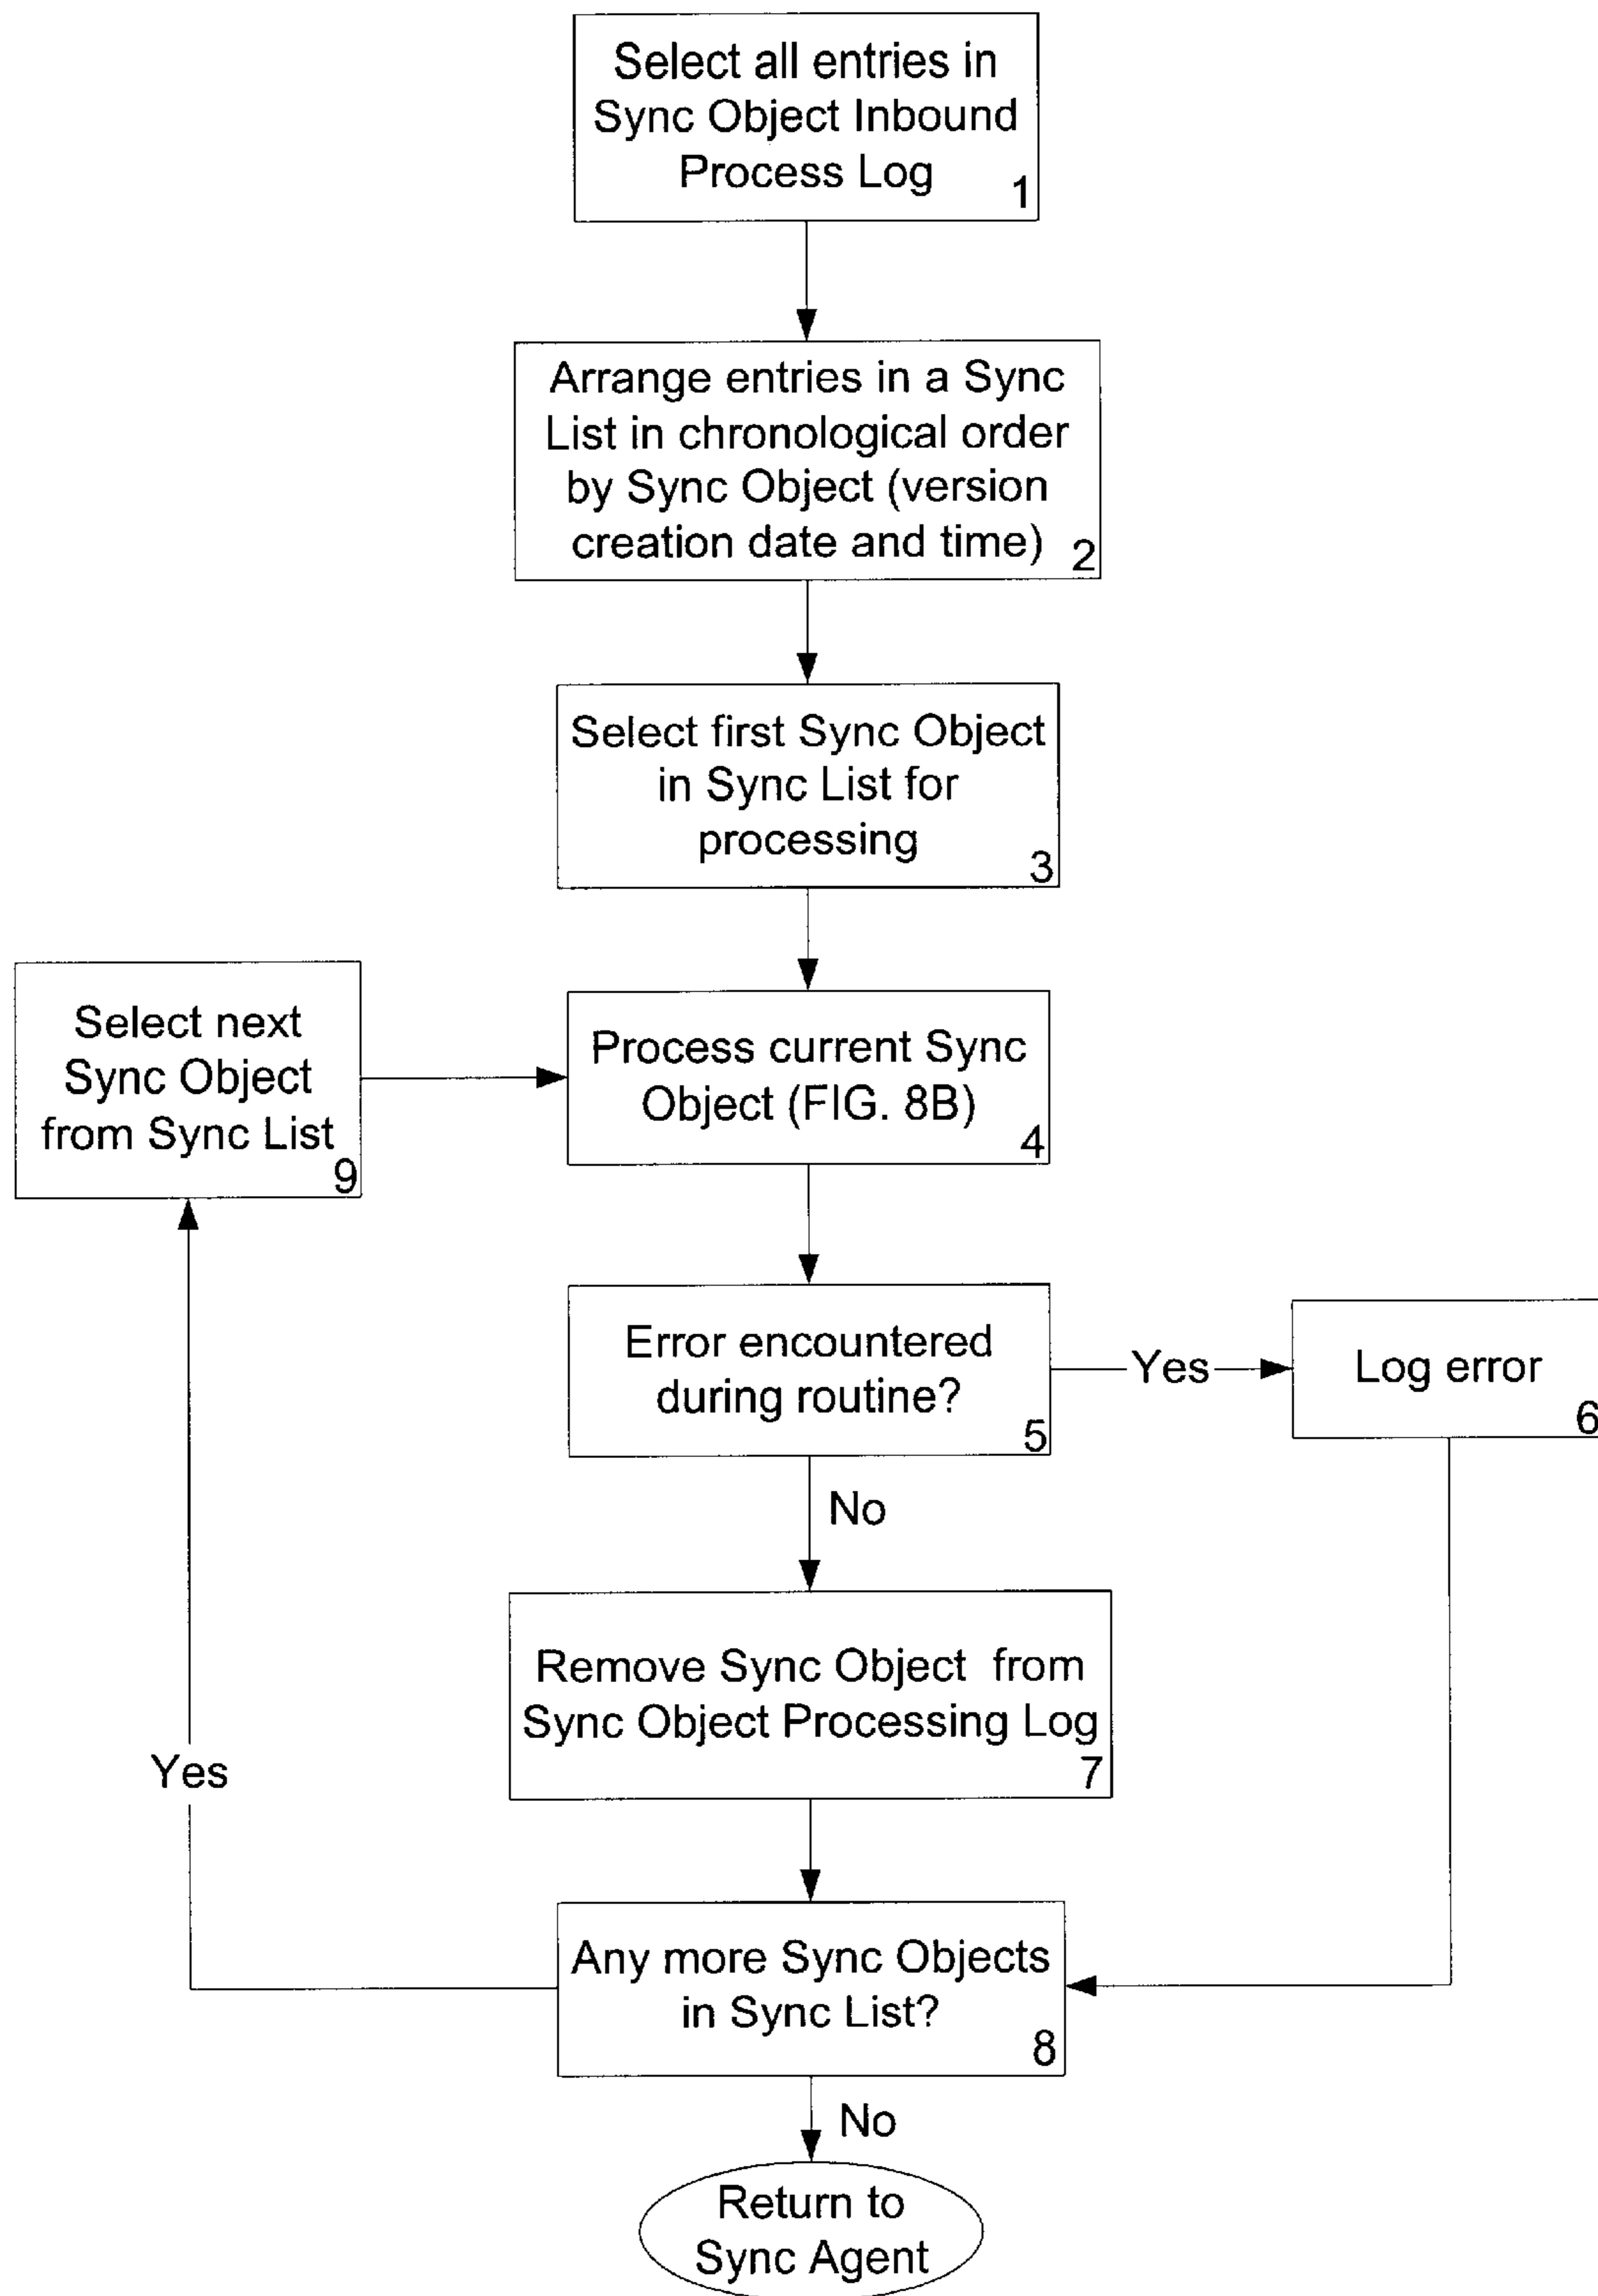 Select all entries in
Sync Object Inbound
Process Log
1
Arrange entries in a Sync
List in chronological order
by Sync Object (version
creation date and time)
2
Select first Sync Object
in Sync List for
processing
3
Select next
Sync Object
from Sync List
9
Process current Sync
Object (FIG. 8B)
4
Error encountered
during routine?
5
Yes
Log error
6
No
Remove Sync Object from
Sync Object Processing Log
7
Yes
Any more Sync Objects
in Sync List?
8
No
Return to
Sync Agent